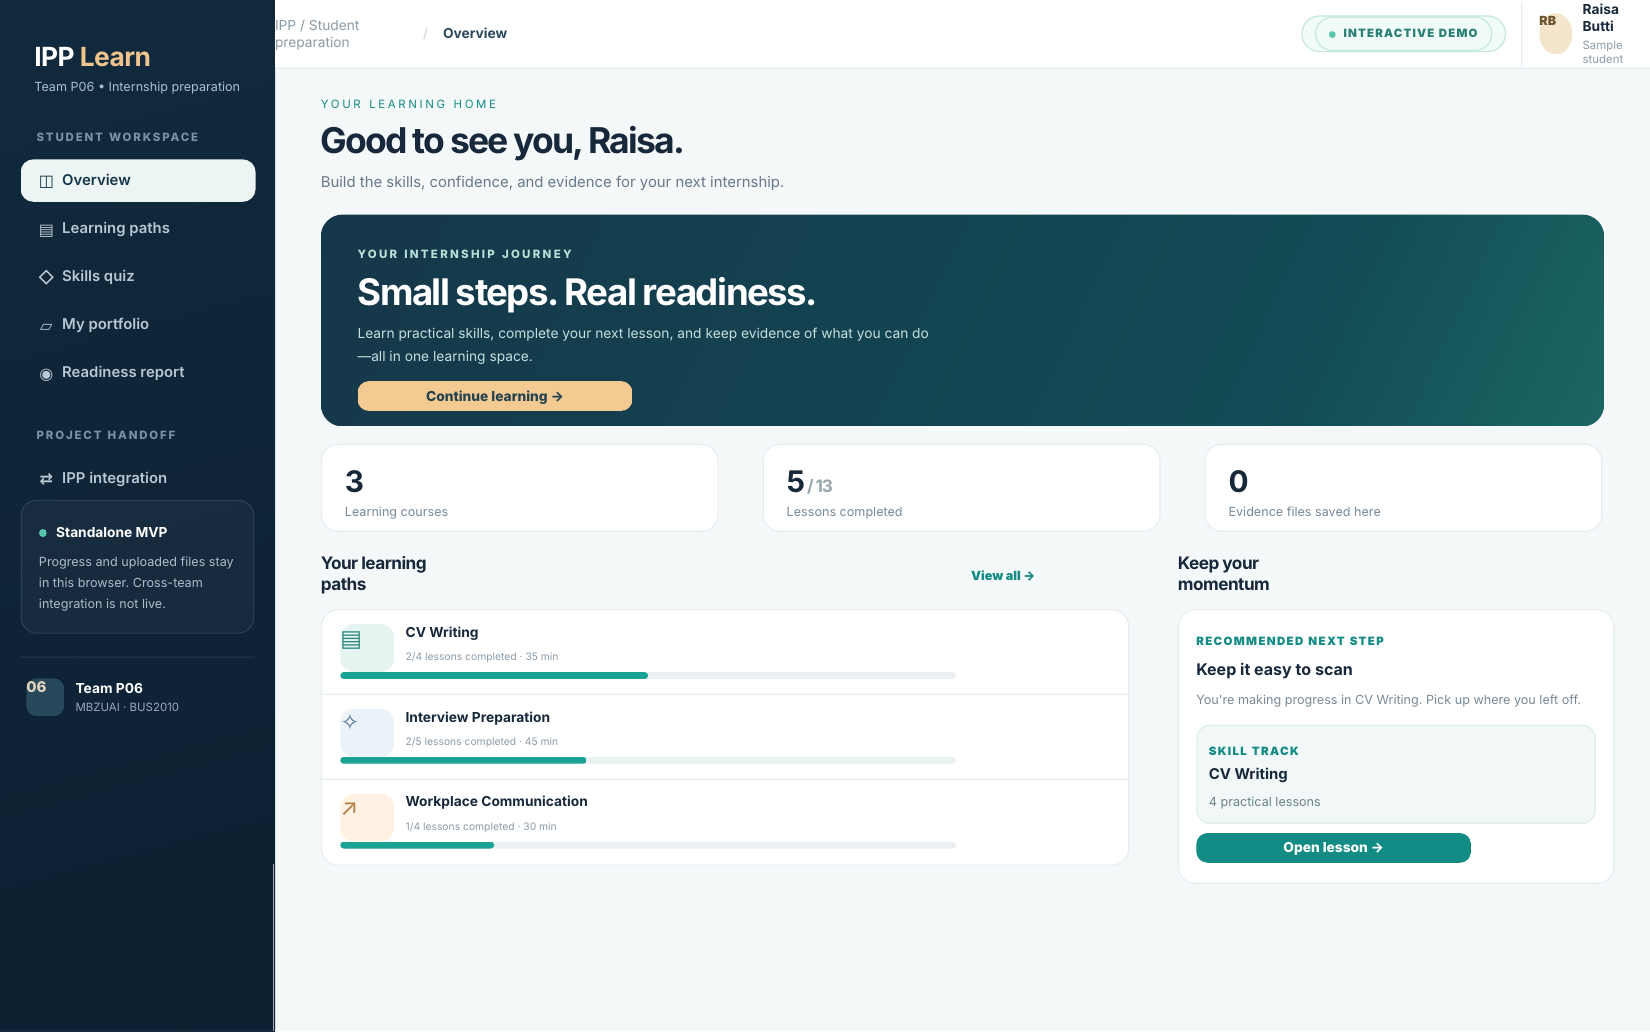 IPP Learn
Team P06 • Internship preparation
STUDENT WORKSPACE
Overview
Learning paths
Skills quiz
My portfolio
Readiness report
PROJECT HANDOFF
IPP integration
Standalone MVP
Progress and uploaded files stay
in this browser. Cross-team
integration is not live.
06
Team P06
MBZUAI · BUS2010
IPP / Student
preparation
/
Overview
INTERACTIVE DEMO
RB
Raisa
Butti
Sample
student
YOUR LEARNING HOME
Good to see you, Raisa.
Build the skills, confidence, and evidence for your next internship.
YOUR INTERNSHIP JOURNEY
Small steps. Real readiness.
Learn practical skills, complete your next lesson, and keep evidence of what you can do
—all in one learning space.
Continue learning →
3
Learning courses
5 / 13
Lessons completed
0
Evidence files saved here
Your learning
paths
View all →
CV Writing
2/4 lessons completed · 35 min
Interview Preparation
2/5 lessons completed · 45 min
Workplace Communication
1/4 lessons completed · 30 min
Keep your
momentum
RECOMMENDED NEXT STEP
Keep it easy to scan
You're making progress in CV Writing. Pick up where you left off.
SKILL TRACK
CV Writing
4 practical lessons
Open lesson →